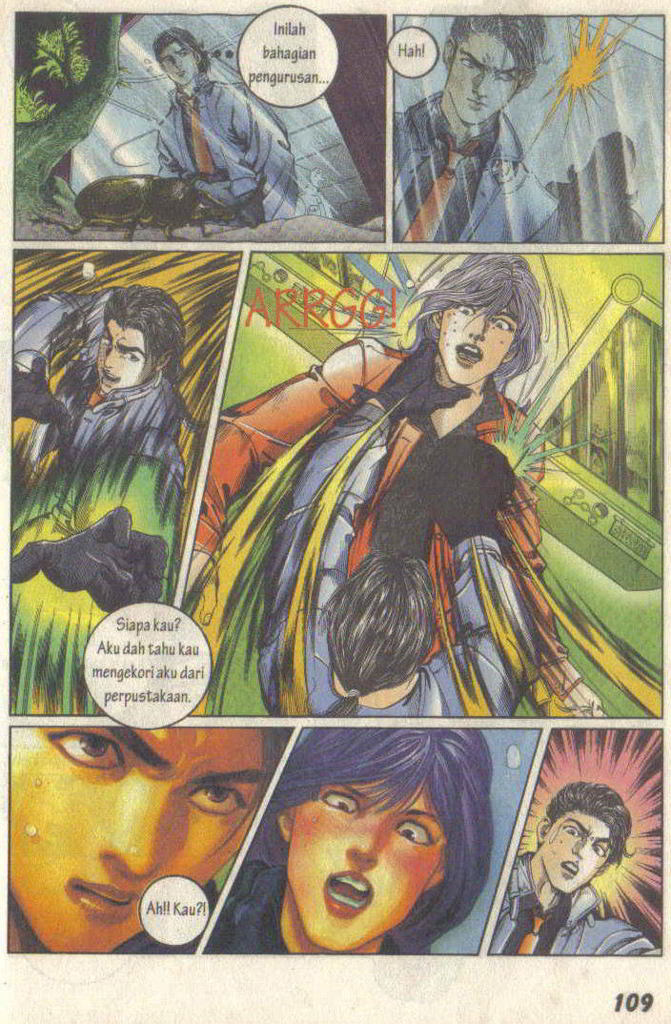 Inilah
bahagian
pengurusan...
Hah!
ARRGG!
Siapa kau?
Aku dah tahu kau
mengekori aku dari
perpustakaan.
Ah!! Kau?!
109